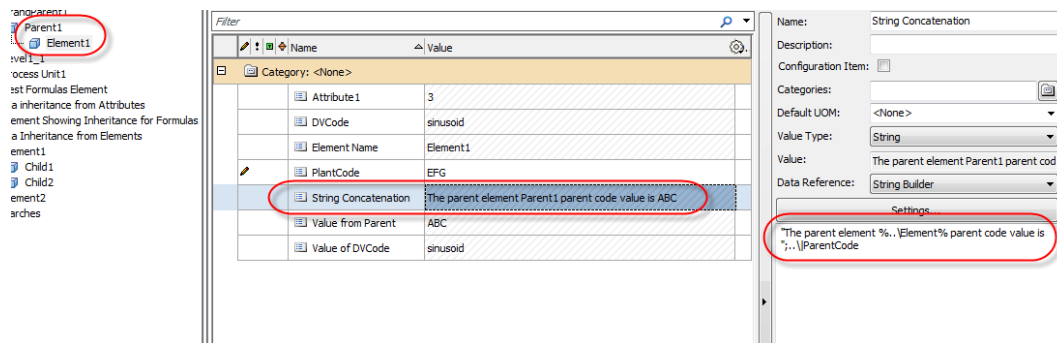 Parent1
Element1
est Formulas Element
a inheritance from Attributes
ement Showing Inheritance for Formulas
a Inheritance from Elements
ement1
Child1
Child2
ement2
arches
Filter
Name Value
Category: <None>
Attribute1 3
DVCode sinusoid
Element Name Element1
PlantCode EFG
String Concatenation The parent element Parent1 parent code value is ABC
Value from Parent ABC
Value of DVCode sinusoid
Name: String Concatenation
Description:
Configuration Item:
Categories:
Default UOM: <None>
Value Type: String
Value: The parent element Parent1 parent cod
Data Reference: String Builder
Settings...
"The parent element %..\Element% parent code value is
";..\|ParentCode